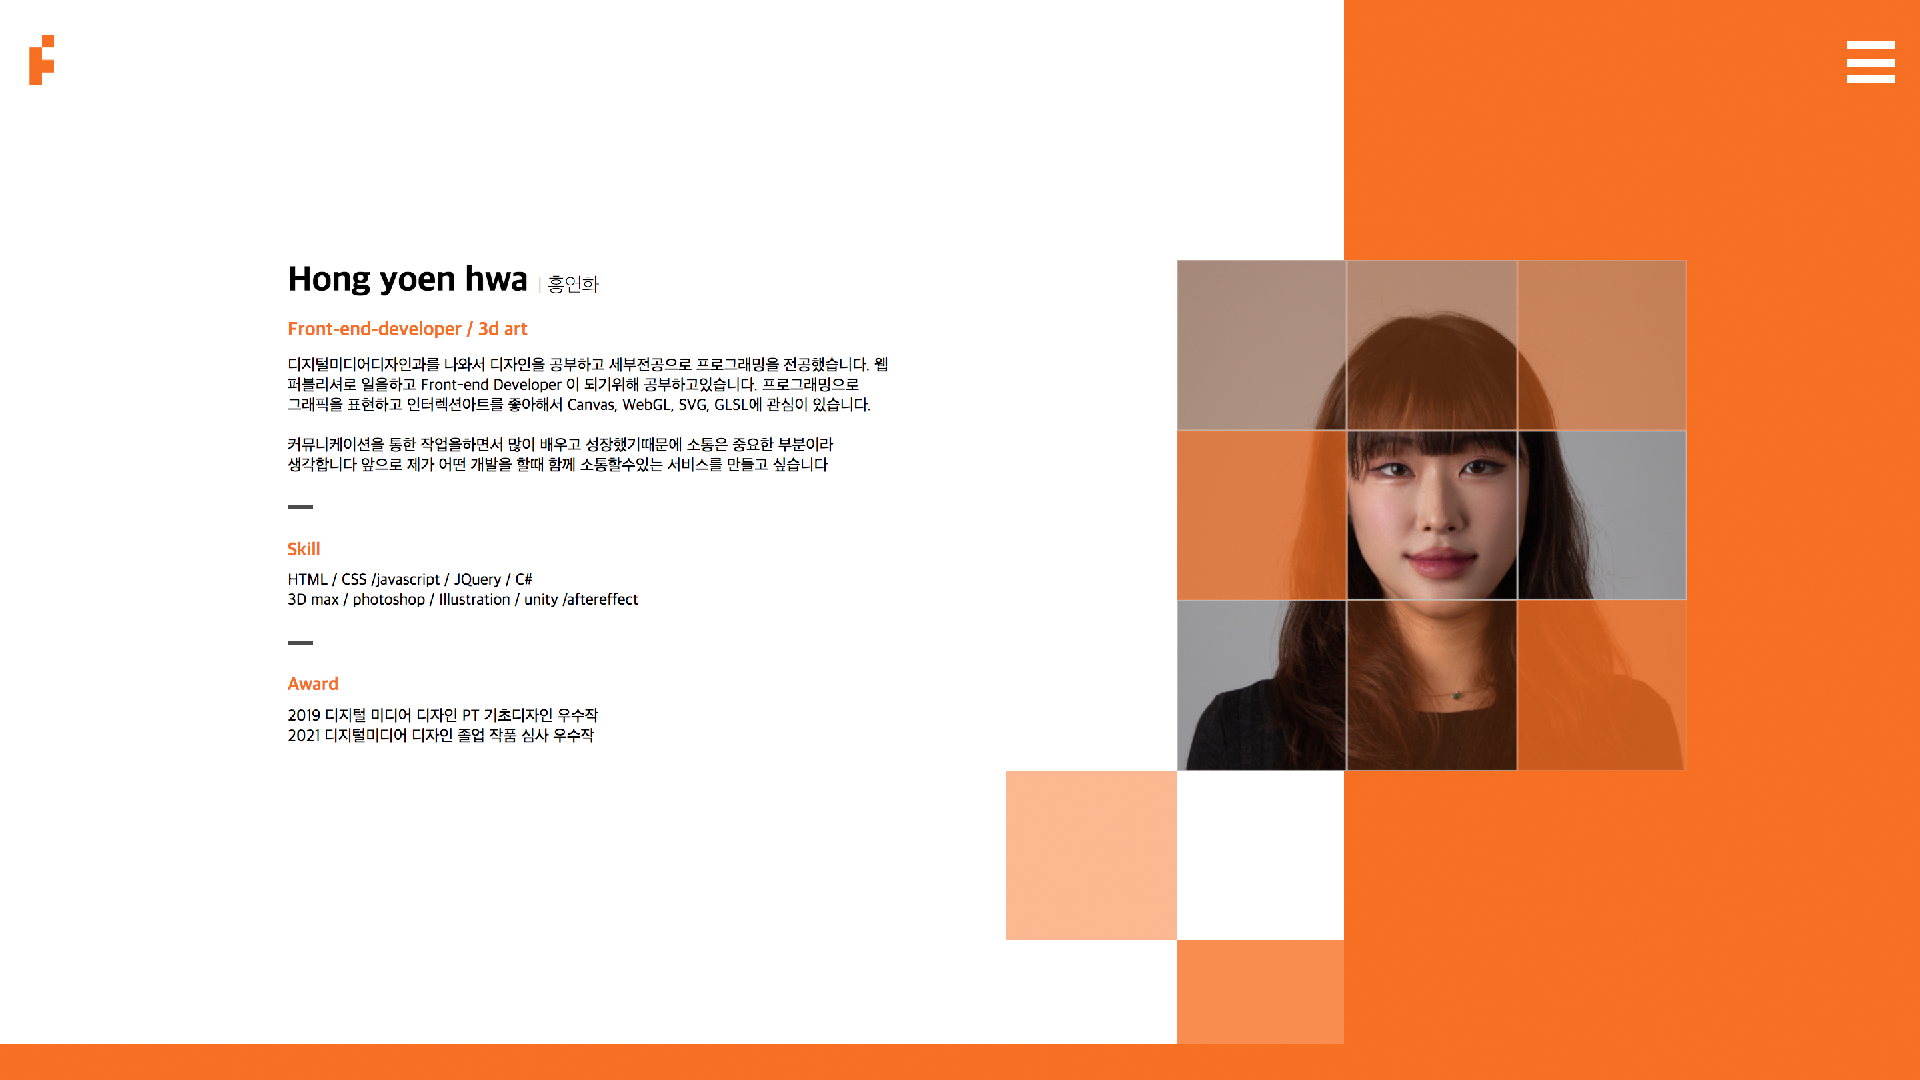 Hong yoen hwa | 홍연화
Front-end-developer / 3d art
디지털미디어디자인과를 나와서 디자인을 공부하고 세부전공으로 프로그래밍을 전공했습니다. 웹
퍼블리셔로 일을하고 Front-end Developer 이 되기위해 공부하고있습니다. 프로그래밍으로
그래픽을 표현하고 인터렉션아트를 좋아해서 Canvas, WebGL, SVG, GLSL에 관심이 있습니다.
커뮤니케이션을 통한 작업을하면서 많이 배우고 성장했기때문에 소통은 중요한 부분이라
생각합니다 앞으로 제가 어떤 개발을 할때 함께 소통할수있는 서비스를 만들고 싶습니다
Skill
HTML / CSS /javascript / JQuery / C#
3D max / photoshop / Illustration / unity /aftereffect
Award
2019 디지털 미디어 디자인 PT 기초디자인 우수작
2021 디지털미디어 디자인 졸업 작품 심사 우수작